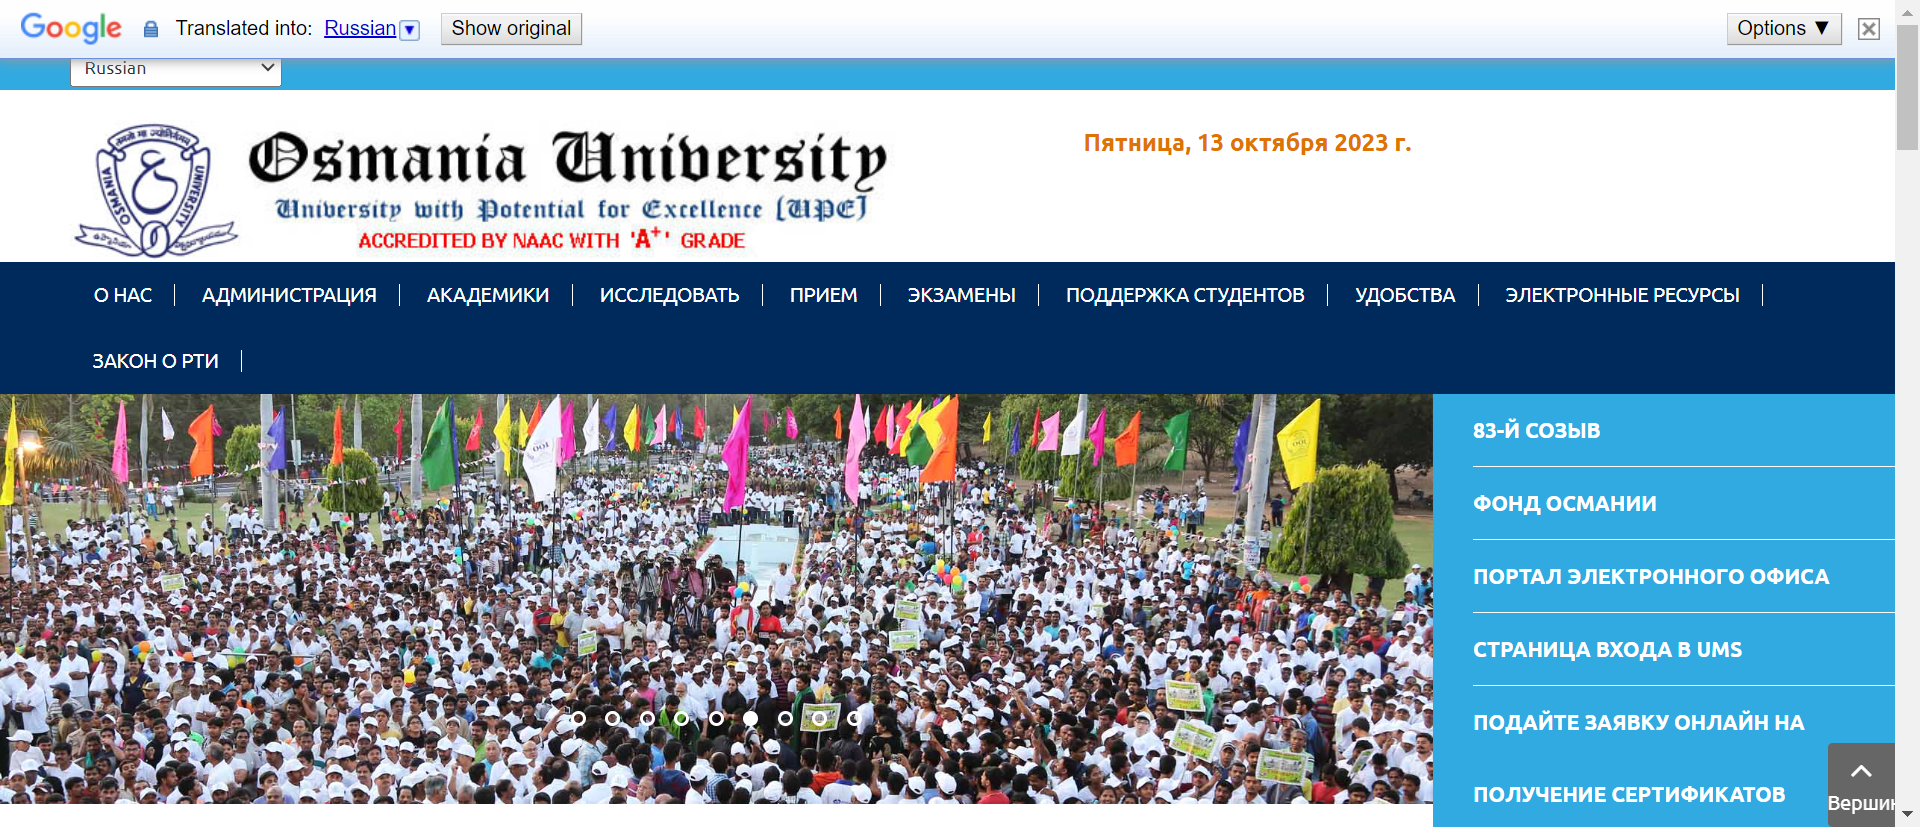 Google Translated into: Russian ▼ Show original Options ▼
Russian
Osmania University
University with Potential for Excellence [UPE]
ACCREDITED BY NAAC WITH 'A+' GRADE
OSMANIA UNIVERSITY
Пятница, 13 октября 2023 г.
О НАС АДМИНИСТРАЦИЯ АКАДЕМИКИ ИССЛЕДОВАТЬ ПРИЕМ ЭКЗАМЕНЫ ПОДДЕРЖКА СТУДЕНТОВ УДОБСТВА ЭЛЕКТРОННЫЕ РЕСУРСЫ
ЗАКОН О РТИ
83-Й СОЗЫВ
ФОНД ОСМАНИИ
ПОРТАЛ ЭЛЕКТРОННОГО ОФИСА
СТРАНИЦА ВХОДА В UMS
ПОДАЙТЕ ЗАЯВКУ ОНЛАЙН НА
ПОЛУЧЕНИЕ СЕРТИФИКАТОВ